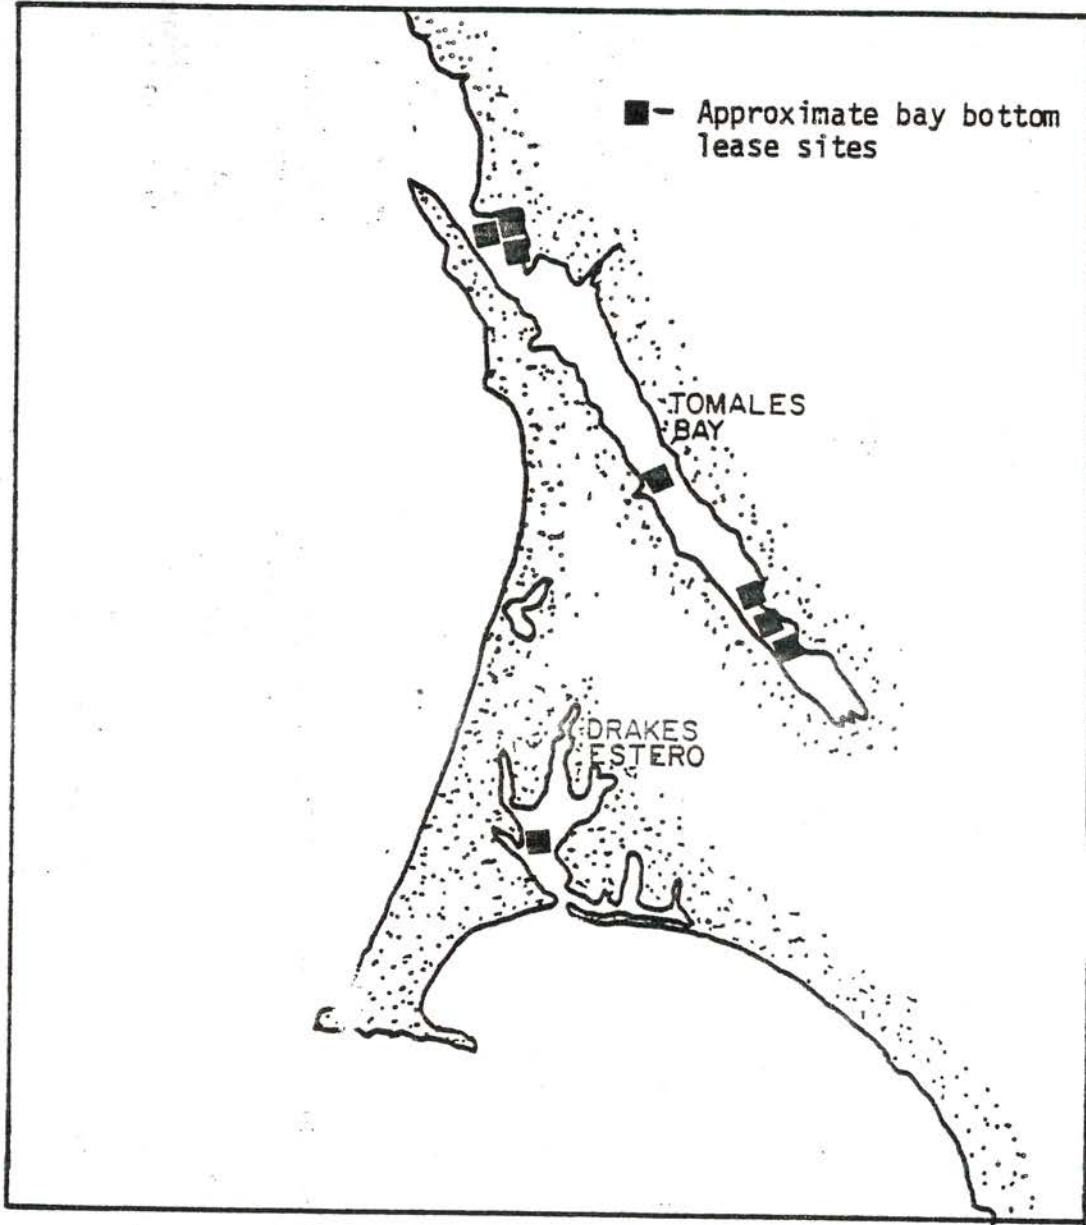 ■- Approximate bay bottom
lease sites
TOMALES
BAY
DRAKES
ESTERO